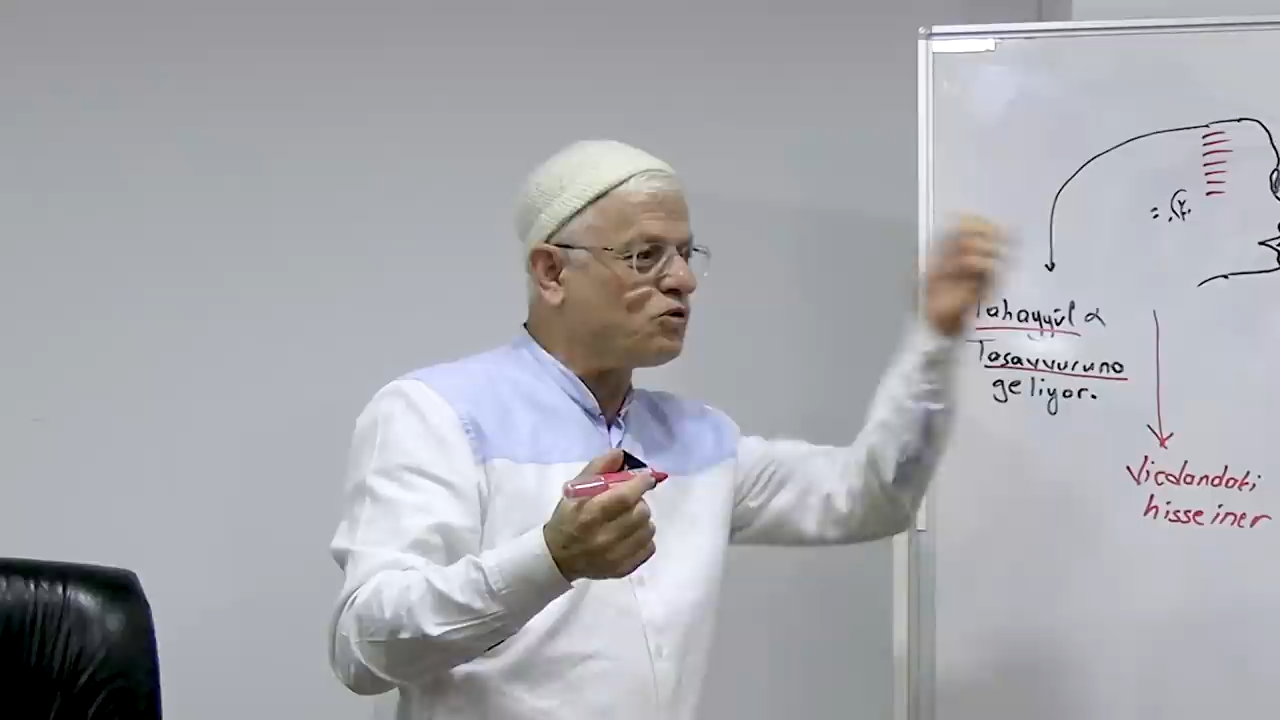 Tahayyül α
Tasavvuruna
geliyor.
Vicdandaki
hisse iner